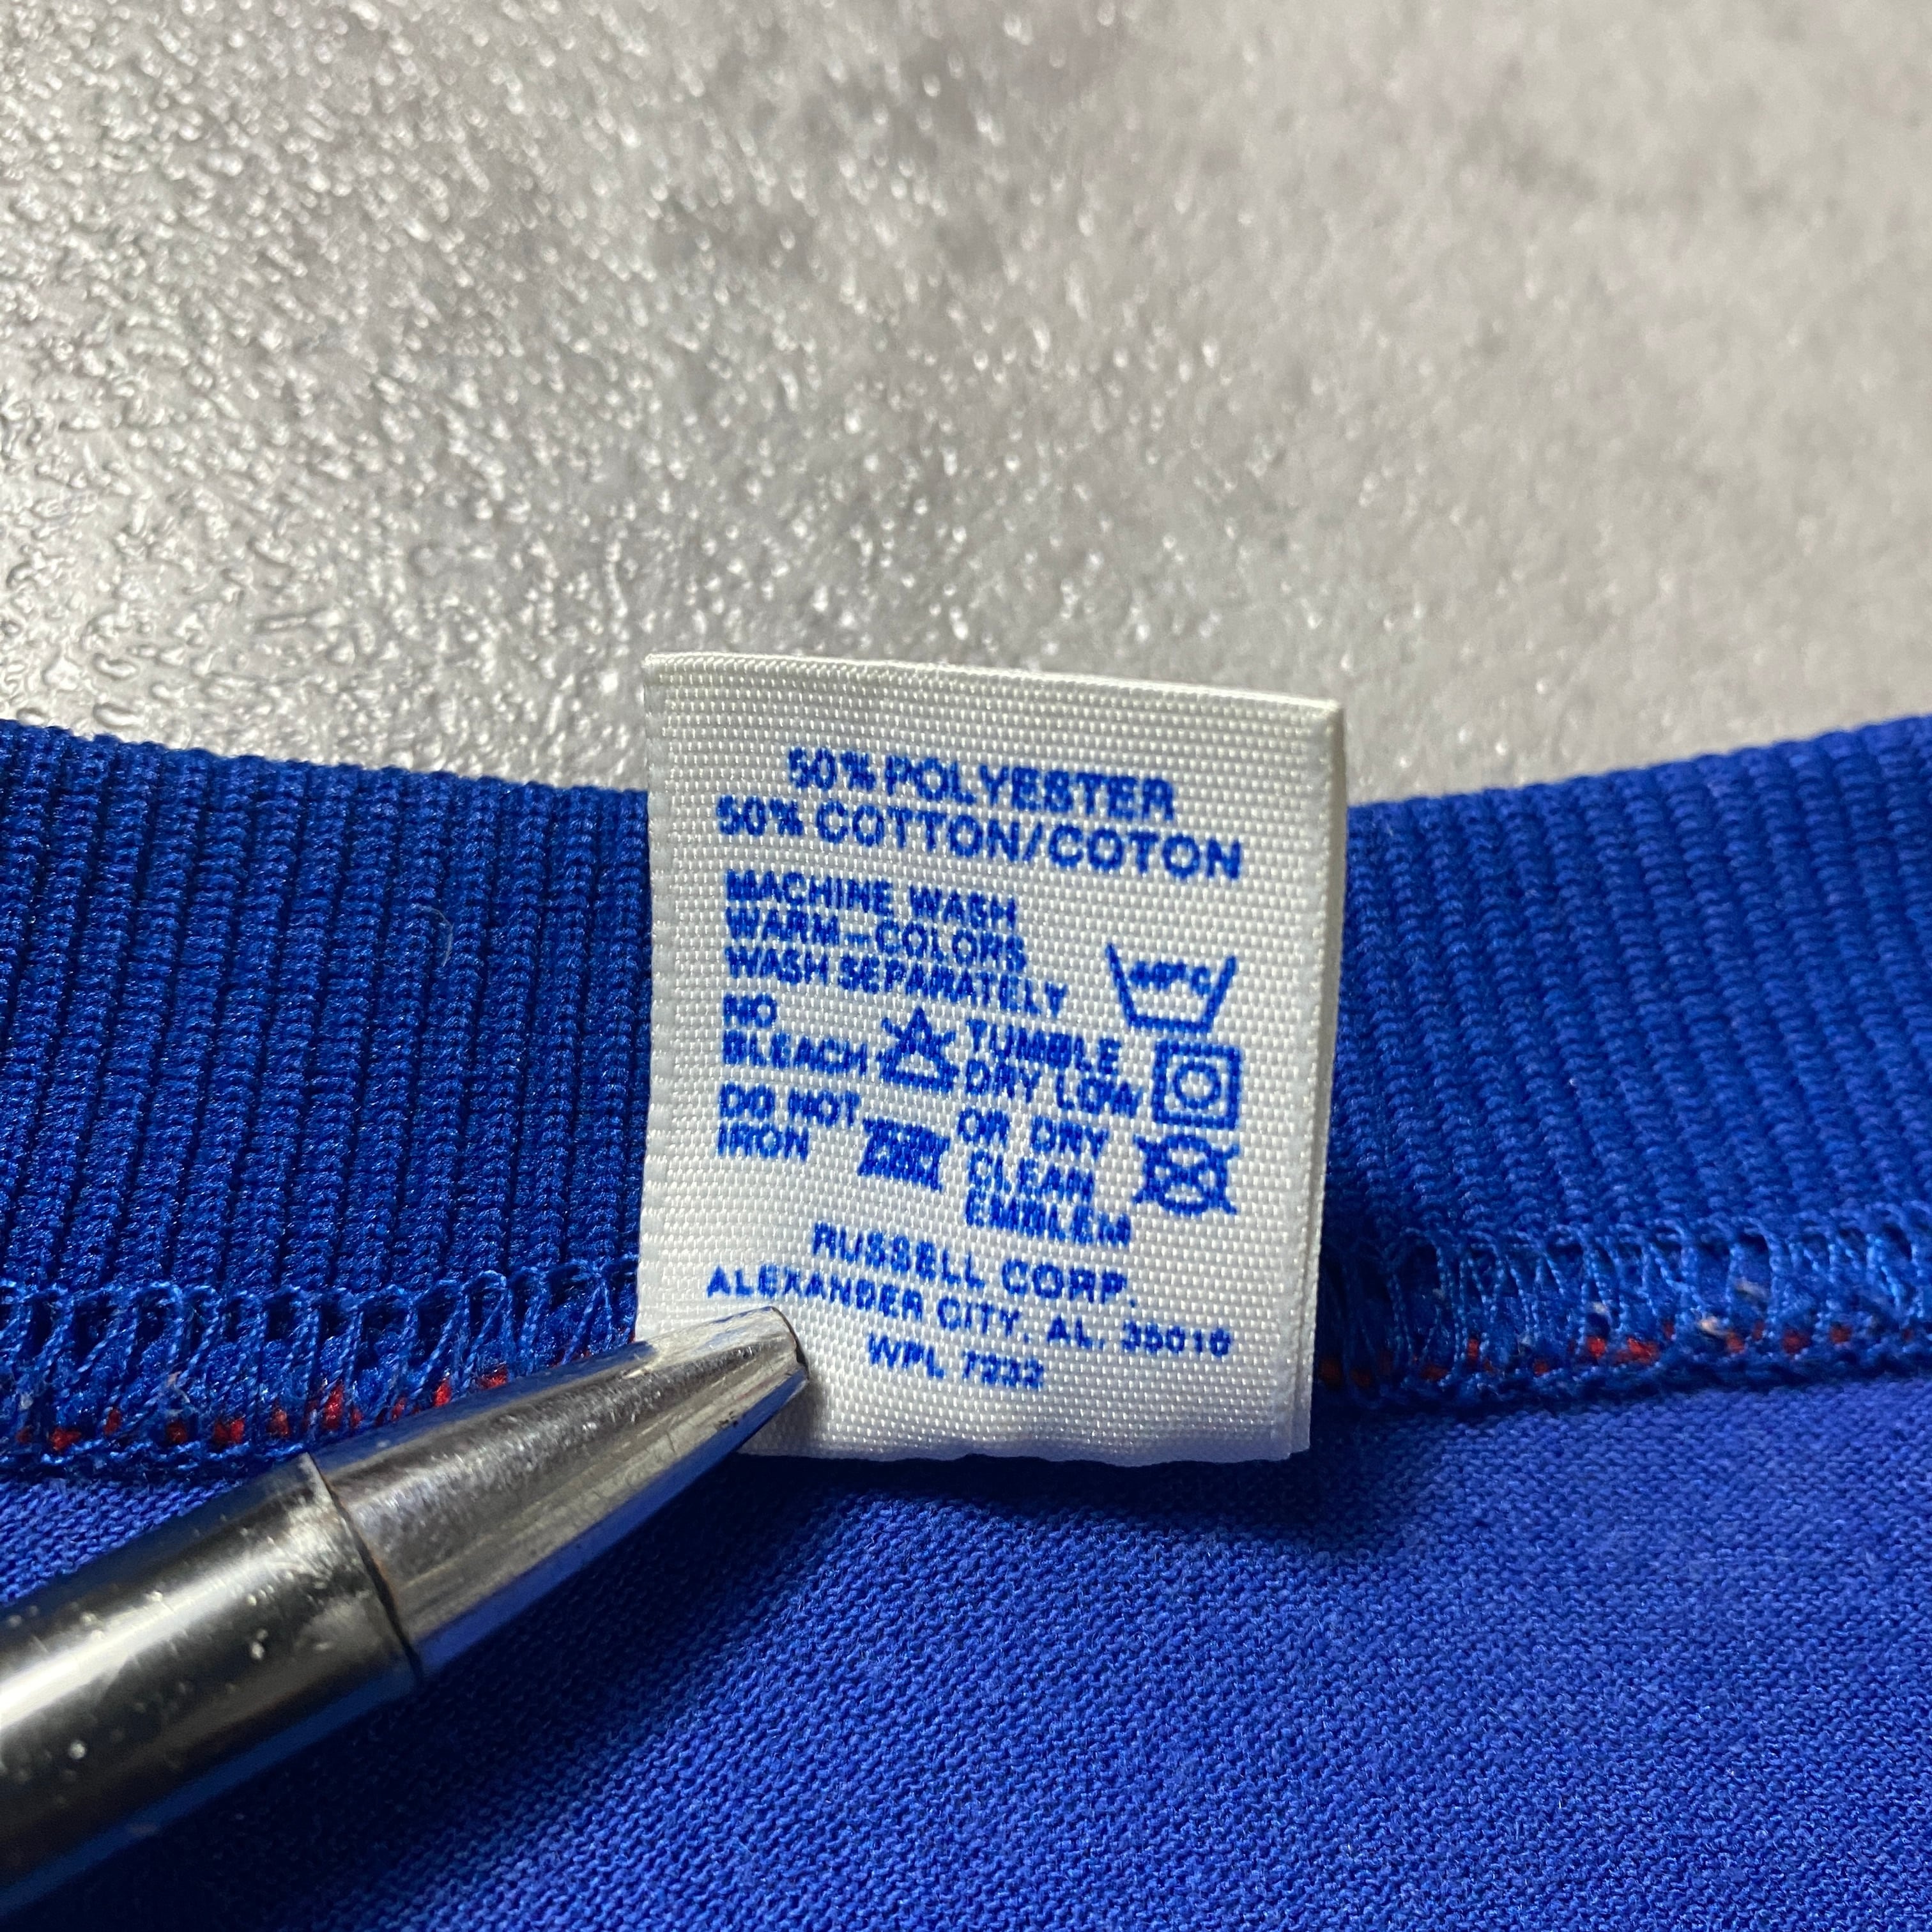 50% POLYESTER
50% COTTON/COTON
MACHINE WASH
WARM-COLORS
WASH SEPARATELY
40°C
NO
BLEACH
TUMBLE
DRY LOW
DO NOT
IRON
OR DRY
CLEAN
EMBLEM
RUSSELL CORP.
ALEXANDER CITY, AL. 35010
WPL 7232